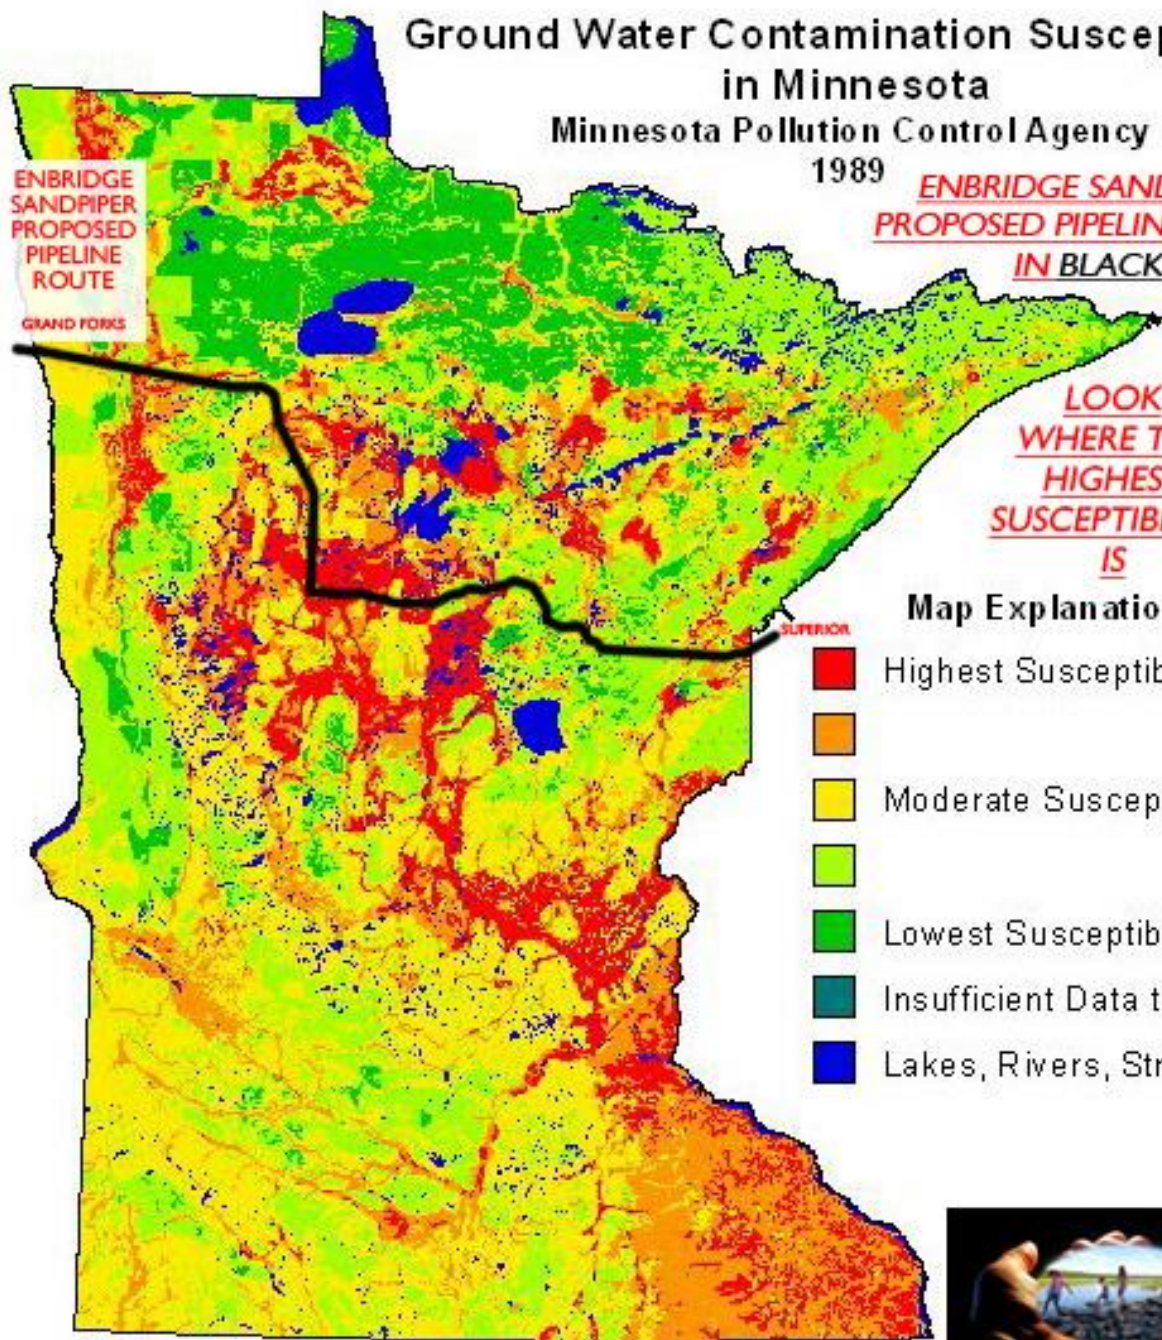 Ground Water Contamination Suscep
in Minnesota
Minnesota Pollution Control Agency
1989
ENBRIDGE SAND
PROPOSED PIPELIN
IN BLACK
ENBRIDGE
SANDPIPER
PROPOSED
PIPELINE
ROUTE
GRAND FORKS
LOOK
WHERE T
HIGHES
SUSCEPTIB
IS
SUPERIOR
Map Explanatio
Highest Susceptib
Moderate Suscep
Lowest Susceptib
Insufficient Data t
Lakes, Rivers, Str